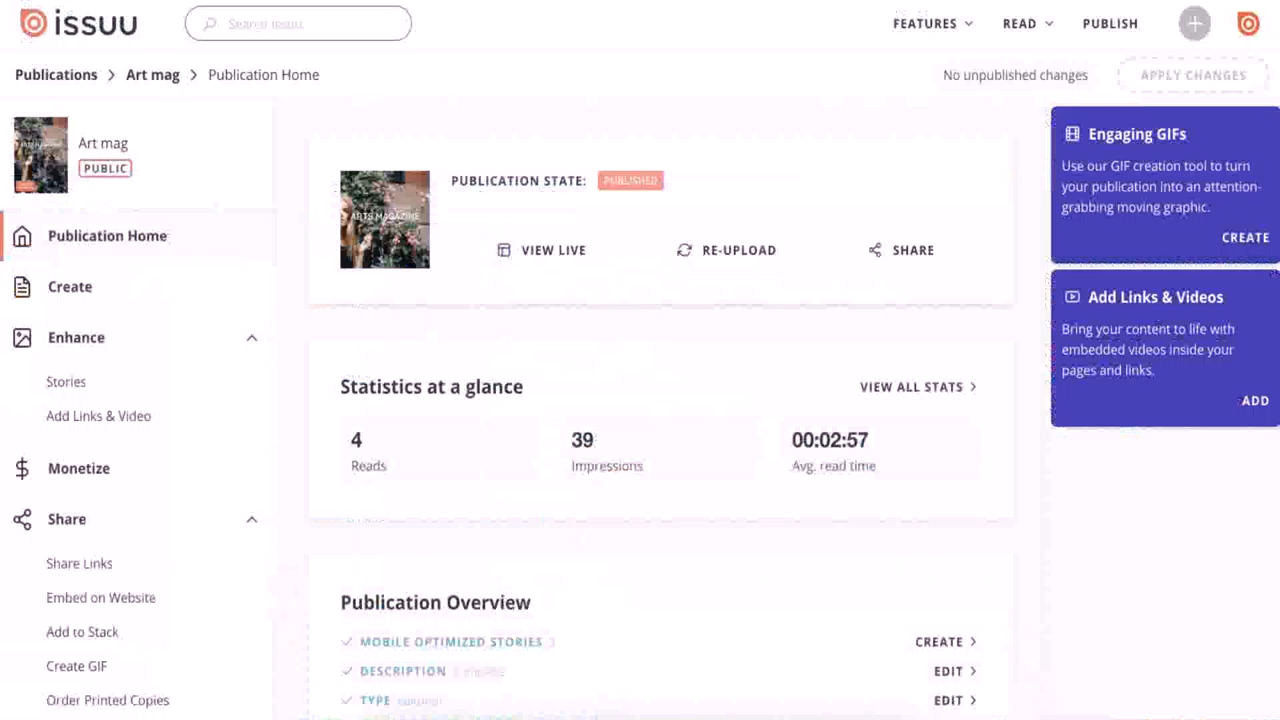 issuu
Search issuu
FEATURES
READ
PUBLISH
Publications > Art mag > Publication Home
No unpublished changes
APPLY CHANGES
Art mag
PUBLIC
Publication Home
Create
Enhance
Stories
Add Links & Video
Monetize
Share
Share Links
Embed on Website
Add to Stack
Create GIF
Order Printed Copies
ARTS MAGAZINE
PUBLICATION STATE: PUBLISHED
VIEW LIVE
RE-UPLOAD
SHARE
Statistics at a glance
VIEW ALL STATS >
4
Reads
39
Impressions
00:02:57
Avg. read time
Publication Overview
MOBILE OPTIMIZED STORIES
CREATE >
DESCRIPTION
EDIT >
TYPE
EDIT >
Engaging GIFs
Use our GIF creation tool to turn
your publication into an attention-
grabbing moving graphic.
CREATE
Add Links & Videos
Bring your content to life with
embedded videos inside your
pages and links.
ADD